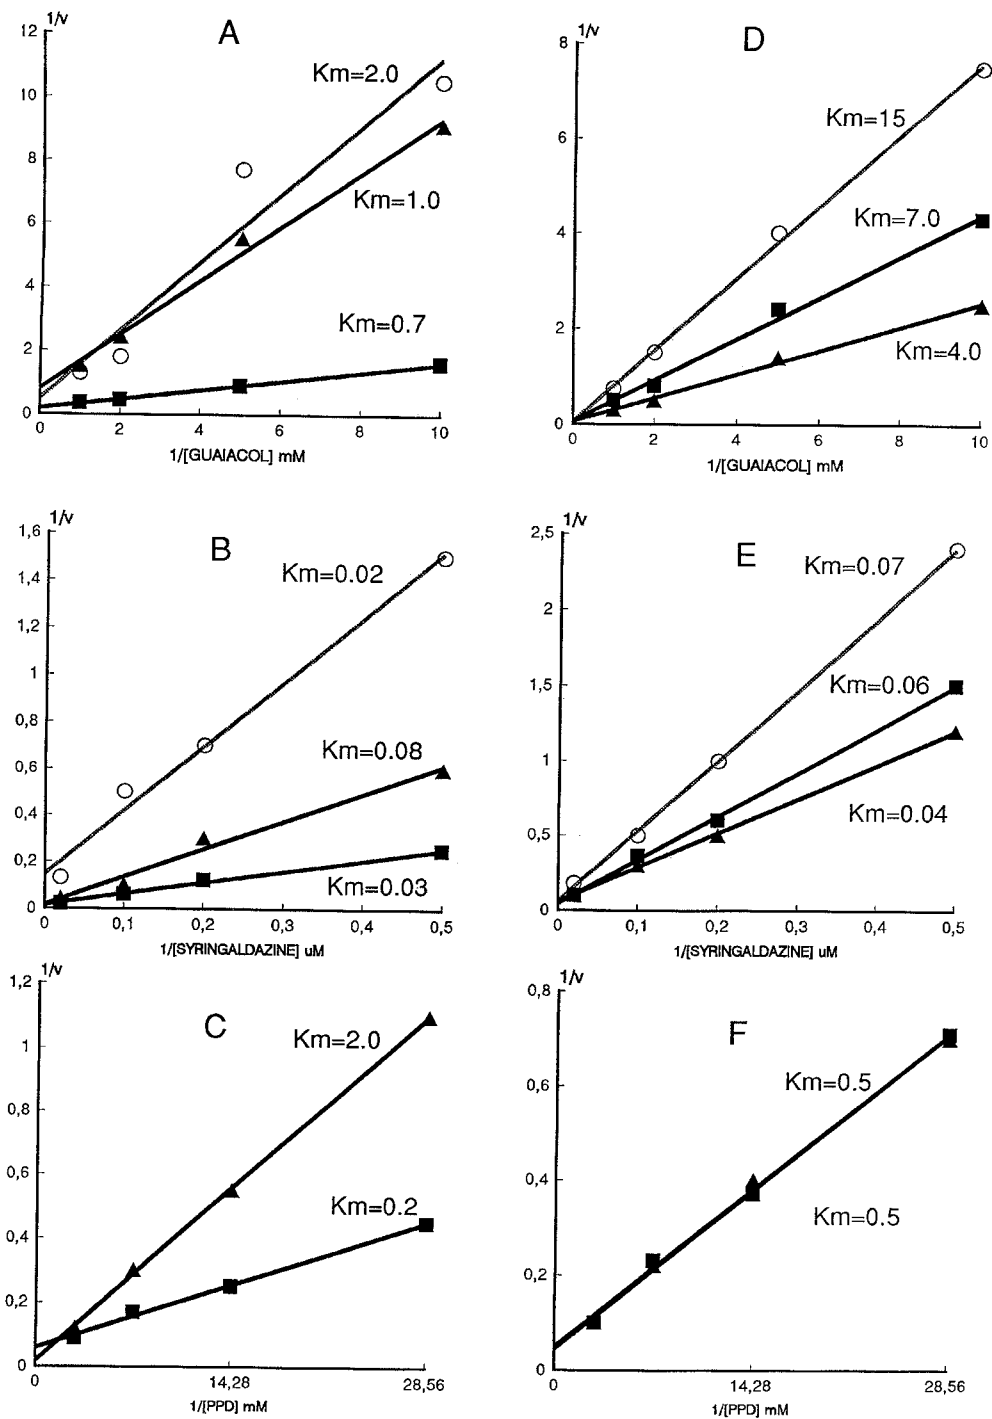 1/v
A
12
10
8
6
4
2
0
Km=2.0
Km=1.0
Km=0.7
0 2 4 6 8 10
1/[GUAIACOL] mM
1/v
D
8
6
4
2
0
Km=15
Km=7.0
Km=4.0
0 2 4 6 8 10
1/[GUAIACOL] mM
1/v
B
1,6
1,4
1,2
1
0,8
0,6
0,4
0,2
0
Km=0.02
Km=0.08
Km=0.03
0 0,1 0,2 0,3 0,4 0,5
1/[SYRINGALDAZINE] uM
1/v
E
2,5
2
1,5
1
0,5
0
Km=0.07
Km=0.06
Km=0.04
0 0,1 0,2 0,3 0,4 0,5
1/[SYRINGALDAZINE] uM
1/v
C
1,2
1
0,8
0,6
0,4
0,2
0
Km=2.0
Km=0.2
0 14,28 28,56
1/[PPD] mM
1/v
F
0,8
0,6
0,4
0,2
0
Km=0.5
Km=0.5
0 14,28 28,56
1/[PPD] mM